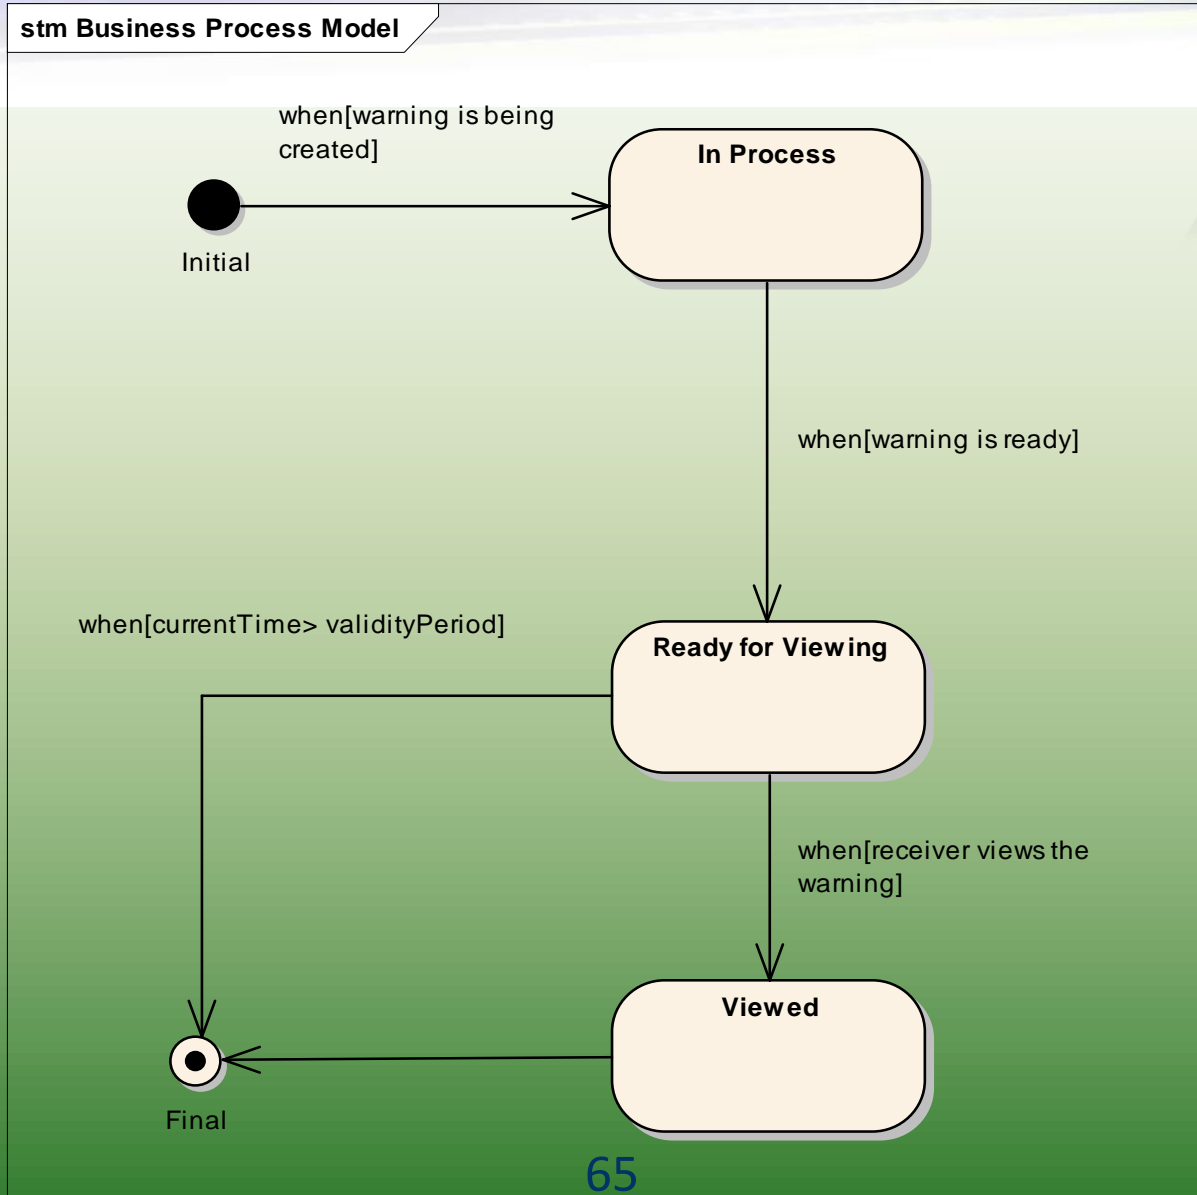 stm Business Process Model
when[warning is being
created]
In Process
Initial
when[warning is ready]
when[currentTime> validityPeriod]
Ready for Viewing
when[receiver views the
warning]
Viewed
Final
65